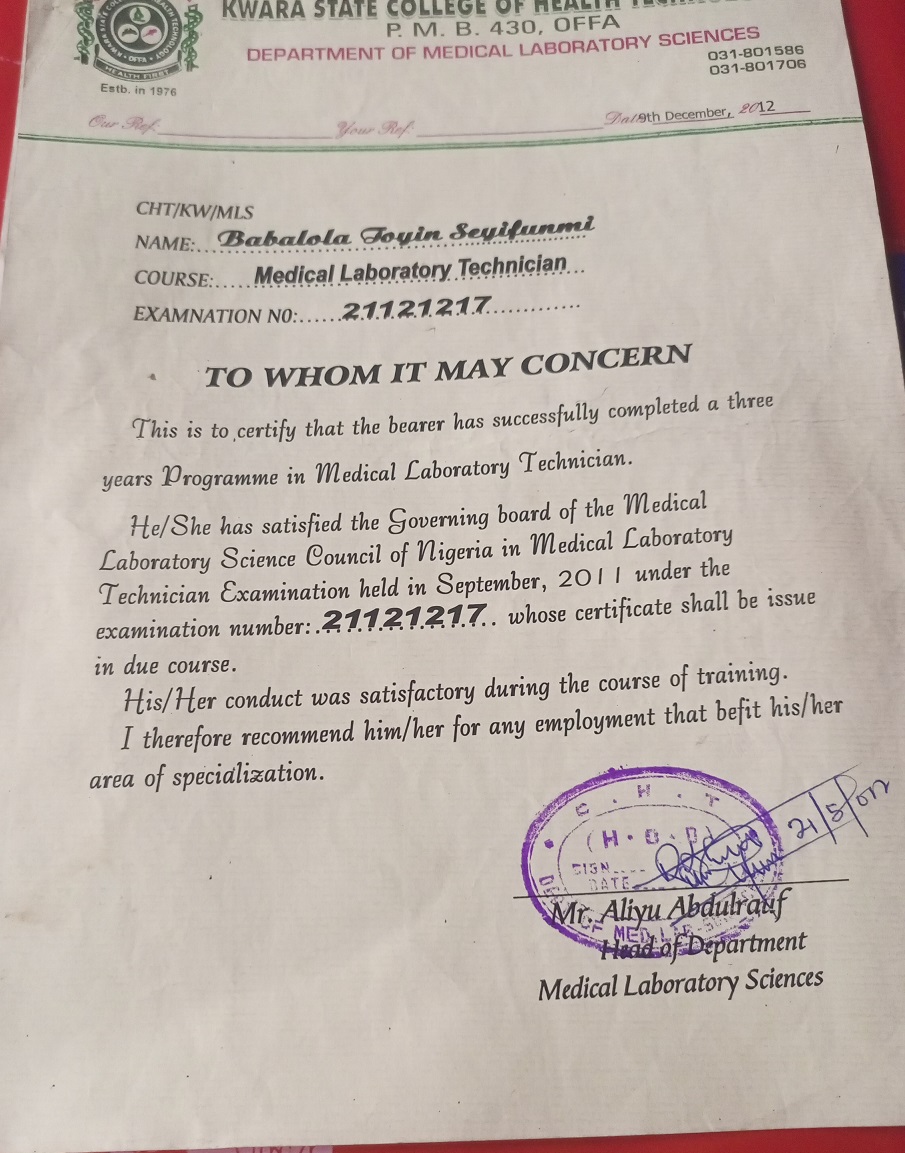 KWARA STATE COLLEGE OF HEALTH
P. M. B. 430, OFFA
DEPARTMENT OF MEDICAL LABORATORY SCIENCES
031-801586
031-801706
HEALTH FIRST
Estb. in 1976
Our Ref: Your Ref: 9th December, 2012
CHT/KW/MLS
NAME:... Babalola Toyin Seyifunmi
COURSE:..... Medical Laboratory Technician...
EXAMNATION NO:......21121217.............
TO WHOM IT MAY CONCERN
This is to certify that the bearer has successfully completed a three
years Programme in Medical Laboratory Technician.
He/She has satisfied the Governing board of the Medical
Laboratory Science Council of Nigeria in Medical Laboratory
Technician Examination held in September, 2011 under the
examination number:.21121217.. whose certificate shall be issue
in due course.
His/Her conduct was satisfactory during the course of training.
I therefore recommend him/her for any employment that befit his/her
area of specialization.
C.H.T
(H.O.D)
SIGN....
DATE
21/5/012
Mr. Aliyu Abdulrauf
Head of Department
Medical Laboratory Sciences